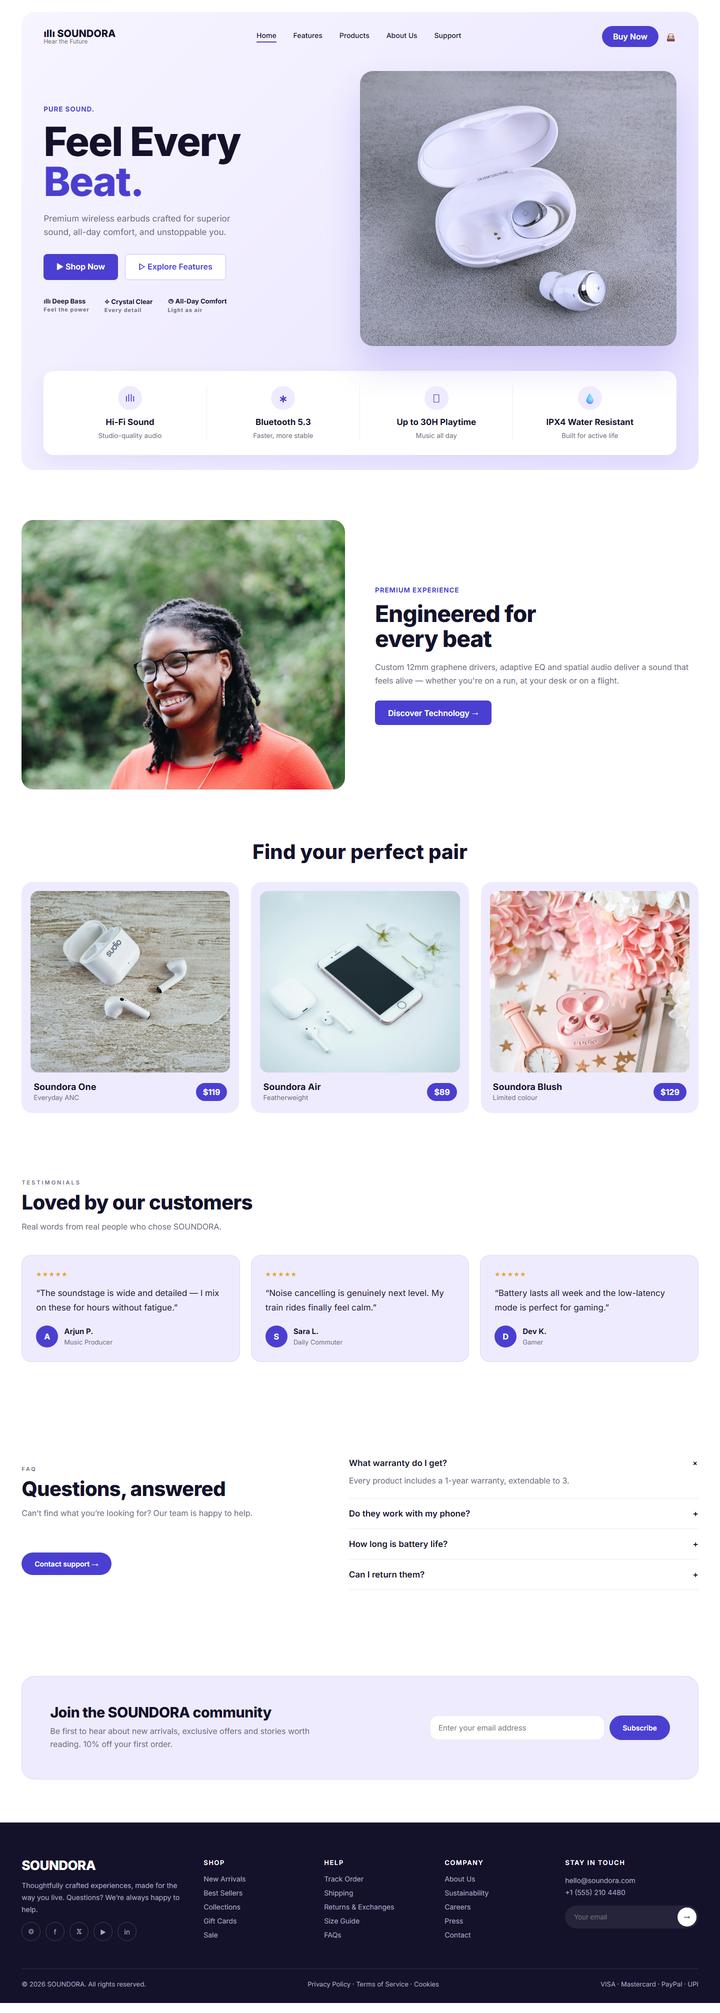 SOUNDORA
Hear the Future
Home Features Products About Us Support
Buy Now
PURE SOUND.
Feel Every
Beat.
Premium wireless earbuds crafted for superior
sound, all-day comfort, and unstoppable you.
▶ Shop Now
▷ Explore Features
Deep Bass
Feel the power
Crystal Clear
Every detail
All-Day Comfort
Light as air
Hi-Fi Sound
Studio-quality audio
Bluetooth 5.3
Faster, more stable
Up to 30H Playtime
Music all day
IPX4 Water Resistant
Built for active life
PREMIUM EXPERIENCE
Engineered for
every beat
Custom 12mm graphene drivers, adaptive EQ and spatial audio deliver a sound that
feels alive — whether you're on a run, at your desk or on a flight.
Discover Technology →
Find your perfect pair
sudio
Soundora One
Everyday ANC
$119
Soundora Air
Featherweight
$89
sudio
Soundora Blush
Limited colour
$129
TESTIMONIALS
Loved by our customers
Real words from real people who chose SOUNDORA.
★★★★★
“The soundstage is wide and detailed — I mix
on these for hours without fatigue.”
A
Arjun P.
Music Producer
★★★★★
“Noise cancelling is genuinely next level. My
train rides finally feel calm.”
S
Sara L.
Daily Commuter
★★★★★
“Battery lasts all week and the low-latency
mode is perfect for gaming.”
D
Dev K.
Gamer
FAQ
Questions, answered
Can't find what you're looking for? Our team is happy to help.
Contact support →
What warranty do I get? ×
Every product includes a 1-year warranty, extendable to 3.
Do they work with my phone? +
How long is battery life? +
Can I return them? +
Join the SOUNDORA community
Be first to hear about new arrivals, exclusive offers and stories worth
reading. 10% off your first order.
Enter your email address
Subscribe
SOUNDORA
Thoughtfully crafted experiences, made for the
way you live. Questions? We're always happy to
help.
f 𝕏 ▶ in
SHOP
New Arrivals
Best Sellers
Collections
Gift Cards
Sale
HELP
Track Order
Shipping
Returns & Exchanges
Size Guide
FAQs
COMPANY
About Us
Sustainability
Careers
Press
Contact
STAY IN TOUCH
hello@soundora.com
+1 (555) 210 4480
Your email →
© 2026 SOUNDORA. All rights reserved.
Privacy Policy · Terms of Service · Cookies
VISA · Mastercard · PayPal · UPI